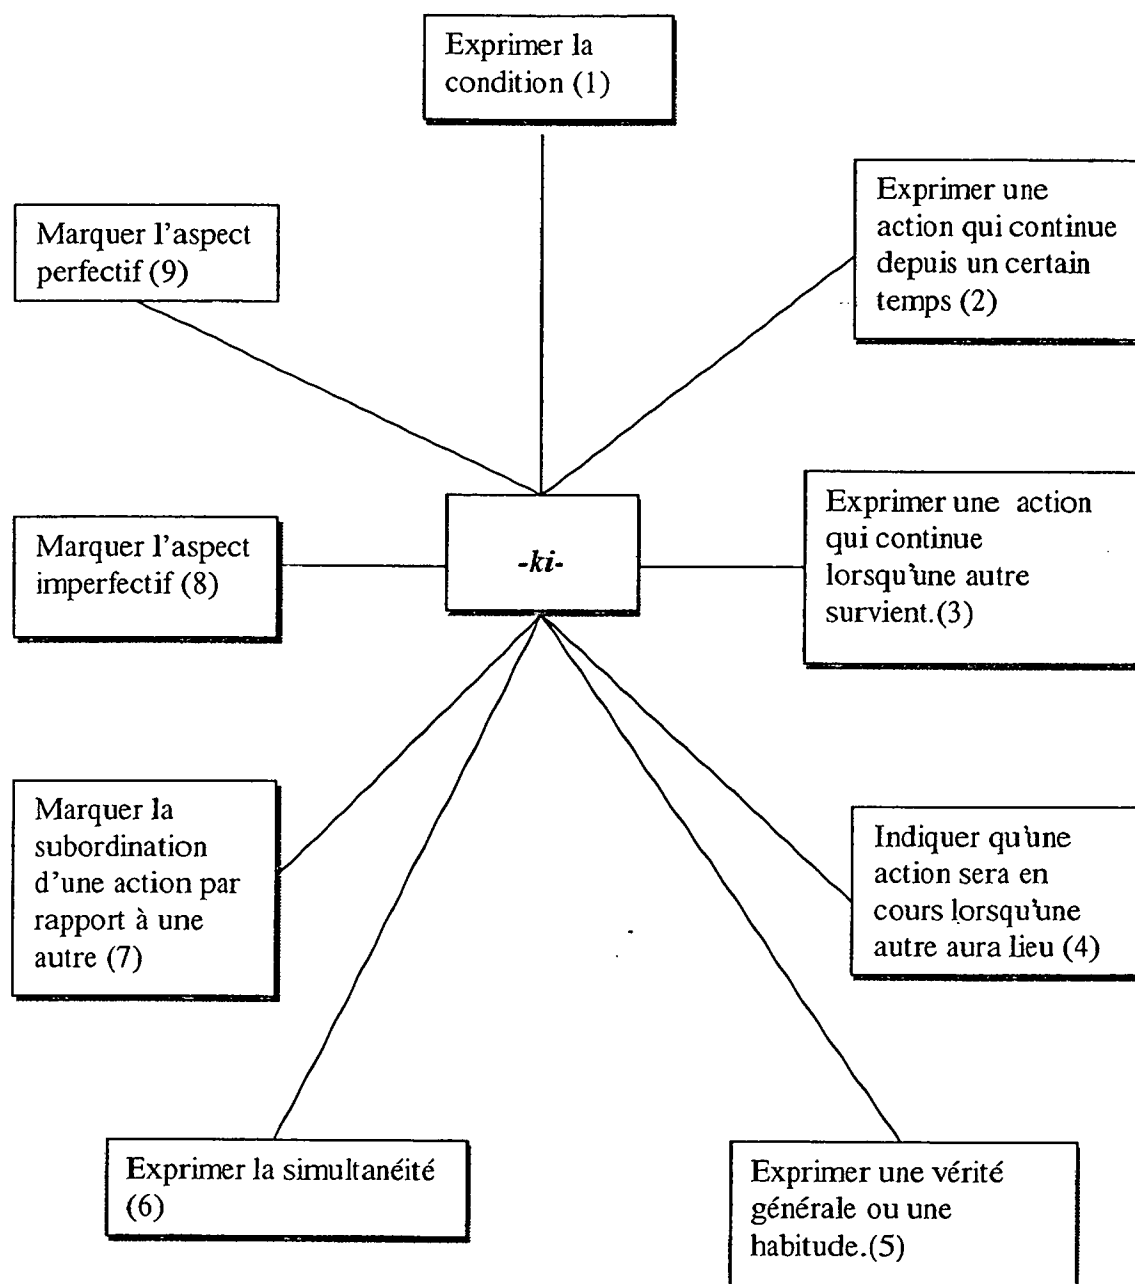 Exprimer la
condition (1)
Exprimer une
action qui continue
depuis un certain
temps (2)
Exprimer une action
qui continue
lorsqu'une autre
survient.(3)
Indiquer qu'une
action sera en
cours lorsqu'une
autre aura lieu (4)
Exprimer une vérité
générale ou une
habitude.(5)
Exprimer la simultanéité
(6)
Marquer la
subordination
d'une action par
rapport à une
autre (7)
Marquer l'aspect
imperfectif (8)
Marquer l'aspect
perfectif (9)
-ki-